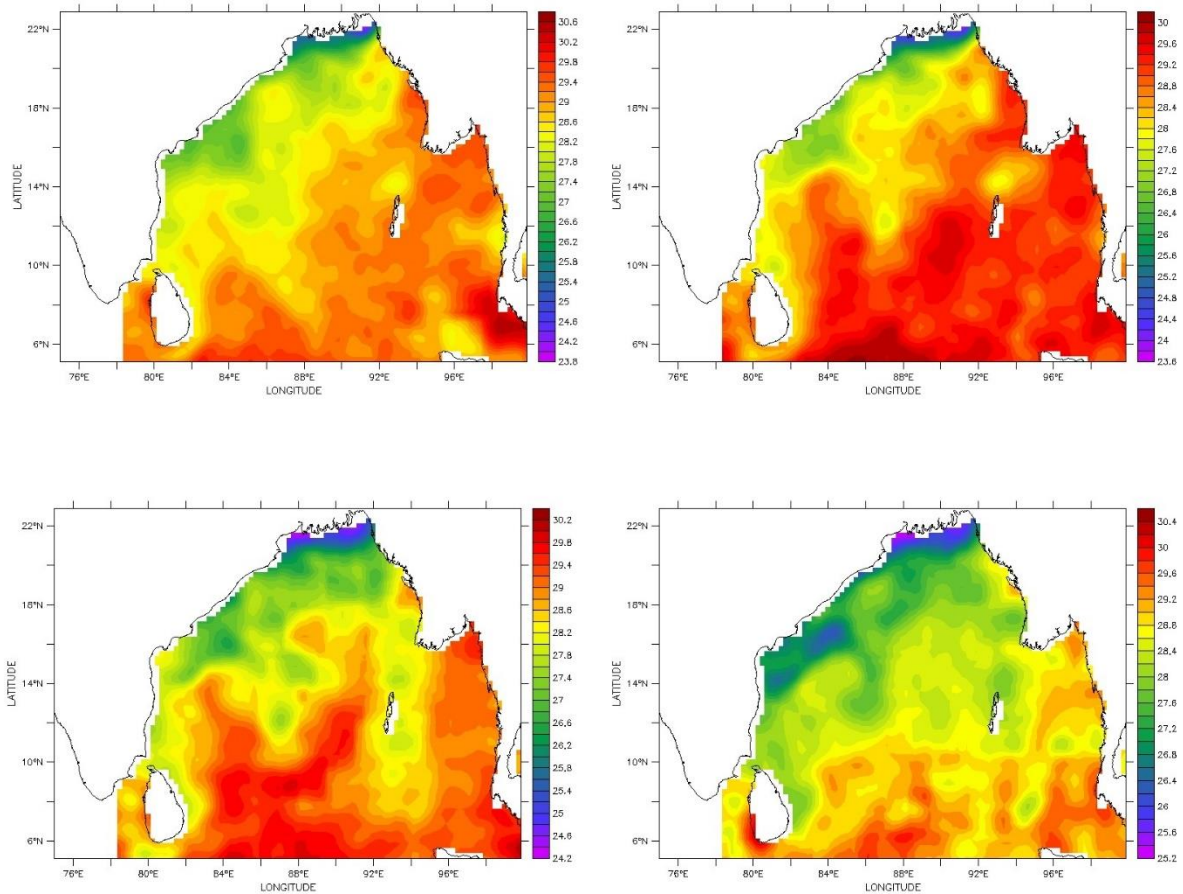 22°N
18°N
14°N
10°N
6°N
LATITUDE
76°E 80°E 84°E 88°E 92°E 96°E
LONGITUDE
30.6
30.2
29.8
29.4
29
28.6
28.2
27.8
27.4
27
26.6
26.2
25.8
25.4
25
24.6
24.2
23.8
22°N
18°N
14°N
10°N
6°N
LATITUDE
76°E 80°E 84°E 88°E 92°E 96°E
LONGITUDE
30
29.6
29.2
28.8
28.4
28
27.6
27.2
26.8
26.4
26
25.6
25.2
24.8
24.4
24
23.6
22°N
18°N
14°N
10°N
6°N
LATITUDE
76°E 80°E 84°E 88°E 92°E 96°E
LONGITUDE
30.2
29.8
29.4
29
28.6
28.2
27.8
27.4
27
26.6
26.2
25.8
25.4
25
24.6
24.2
22°N
18°N
14°N
10°N
6°N
LATITUDE
76°E 80°E 84°E 88°E 92°E 96°E
LONGITUDE
30.4
30
29.6
29.2
28.8
28.4
28
27.6
27.2
26.8
26.4
26
25.6
25.2